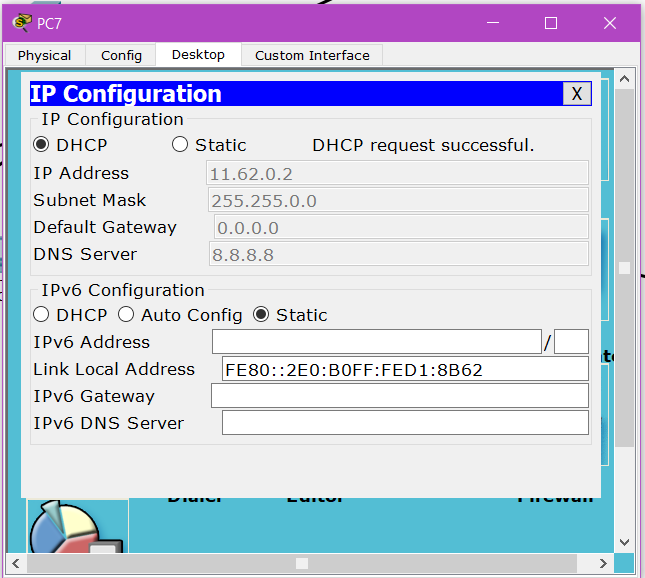 PC7
Physical Config Desktop Custom Interface
IP Configuration X
IP Configuration
DHCP Static DHCP request successful.
IP Address 11.62.0.2
Subnet Mask 255.255.0.0
Default Gateway 0.0.0.0
DNS Server 8.8.8.8
IPv6 Configuration
DHCP Auto Config Static
IPv6 Address /
Link Local Address FE80::2E0:B0FF:FED1:8B62
IPv6 Gateway
IPv6 DNS Server
Dialer Editor Firewall